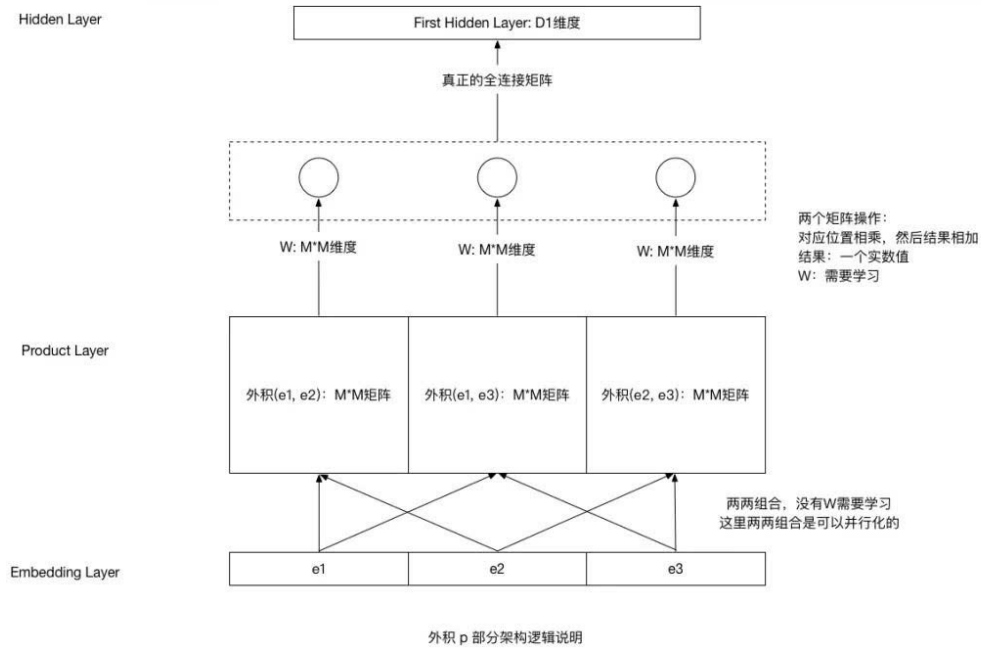 Hidden Layer
First Hidden Layer: D1维度
真正的全连接矩阵
两个矩阵操作：
对应位置相乘，然后结果相加
结果：一个实数值
W：需要学习
W: M*M维度
W: M*M维度
W: M*M维度
Product Layer
外积(e1, e2)：M*M矩阵
外积(e1, e3)：M*M矩阵
外积(e2, e3)：M*M矩阵
两两组合，没有W需要学习
这里两两组合是可以并行化的
Embedding Layer
e1
e2
e3
外积 p 部分架构逻辑说明